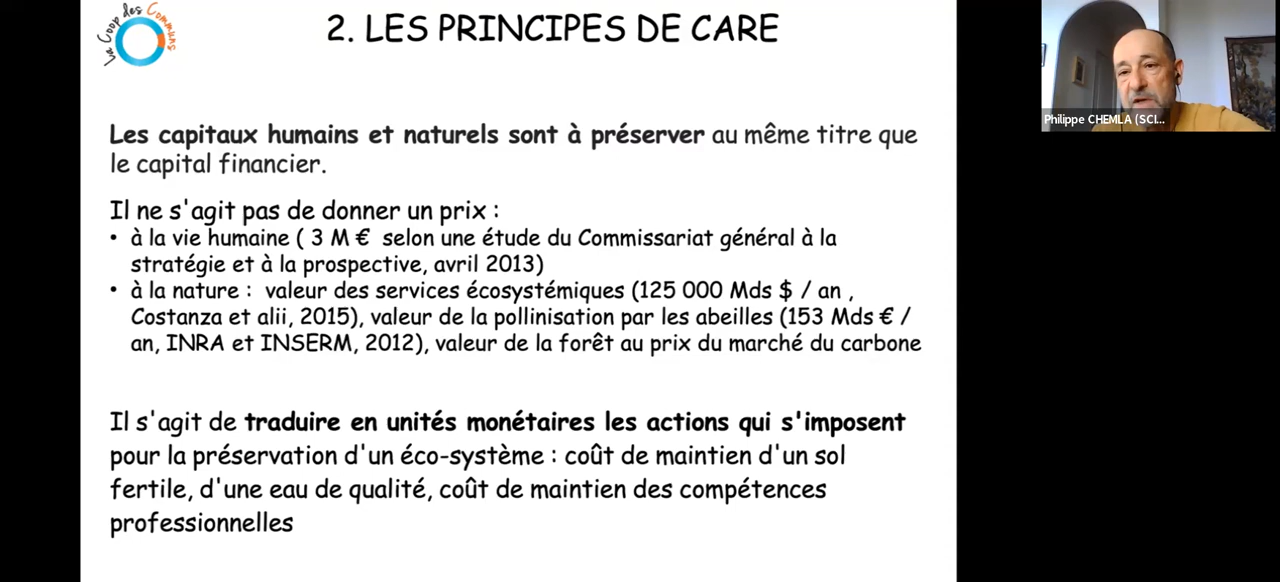 La Coop des Communs
2. LES PRINCIPES DE CARE
Philippe CHEMLA (SCI...
Les capitaux humains et naturels sont à préserver au même titre que
le capital financier.
Il ne s'agit pas de donner un prix :
• à la vie humaine ( 3 M € selon une étude du Commissariat général à la
stratégie et à la prospective, avril 2013)
• à la nature : valeur des services écosystémiques (125 000 Mds $ / an ,
Costanza et alii, 2015), valeur de la pollinisation par les abeilles (153 Mds € /
an, INRA et INSERM, 2012), valeur de la forêt au prix du marché du carbone
Il s'agit de traduire en unités monétaires les actions qui s'imposent
pour la préservation d'un éco-système : coût de maintien d'un sol
fertile, d'une eau de qualité, coût de maintien des compétences
professionnelles